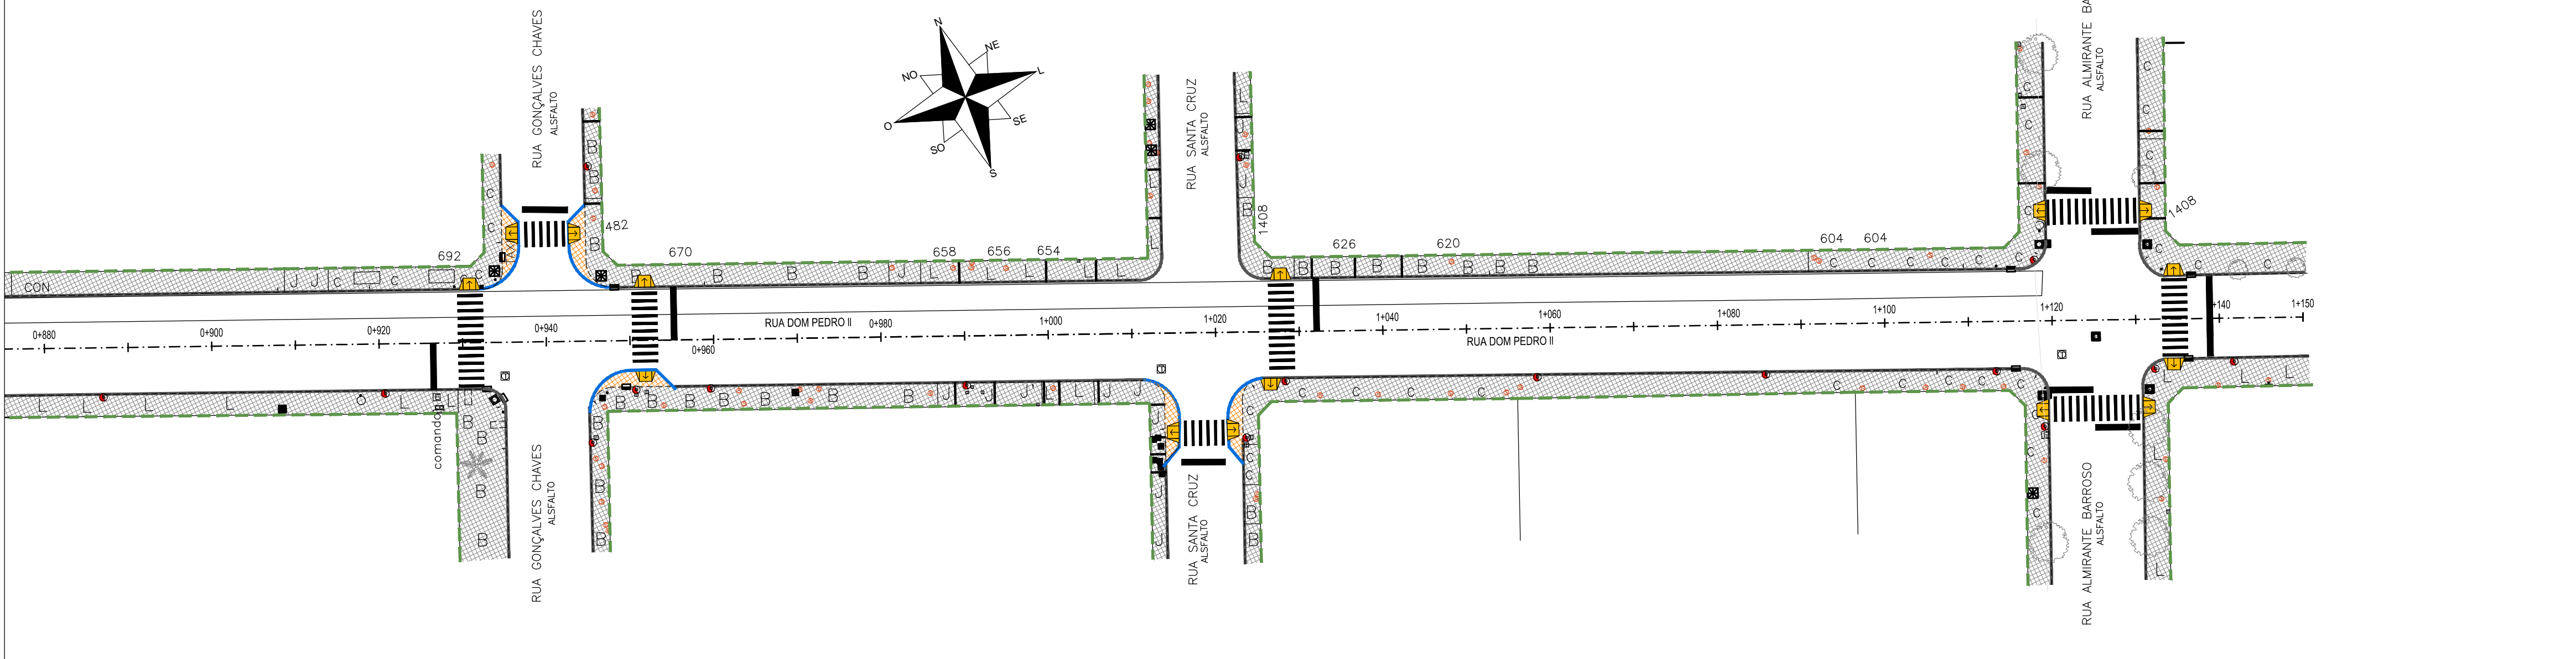 RUA GONÇALVES CHAVES
ALSFALTO
N
NE
L
SE
S
SO
O
NO
RUA SANTA CRUZ
ALSFALTO
RUA ALMIRANTE BA
ALSFALTO
692
482
670
658
656
654
1408
626
620
604
604
1408
CON
J J C C C
B B B J L L L L
B B B B B B B
C C C C C
0+880
0+900
0+920
0+940
0+960
RUA DOM PEDRO II
0+980
1+000
1+020
1+040
1+060
RUA DOM PEDRO II
1+080
1+100
1+120
1+140
1+150
L L L L L
comando
B B B B B B J J J L L J J
C C C C C C C C
L L L
RUA GONÇALVES CHAVES
ALSFALTO
RUA SANTA CRUZ
ALSFALTO
RUA ALMIRANTE BARROSO
ALSFALTO